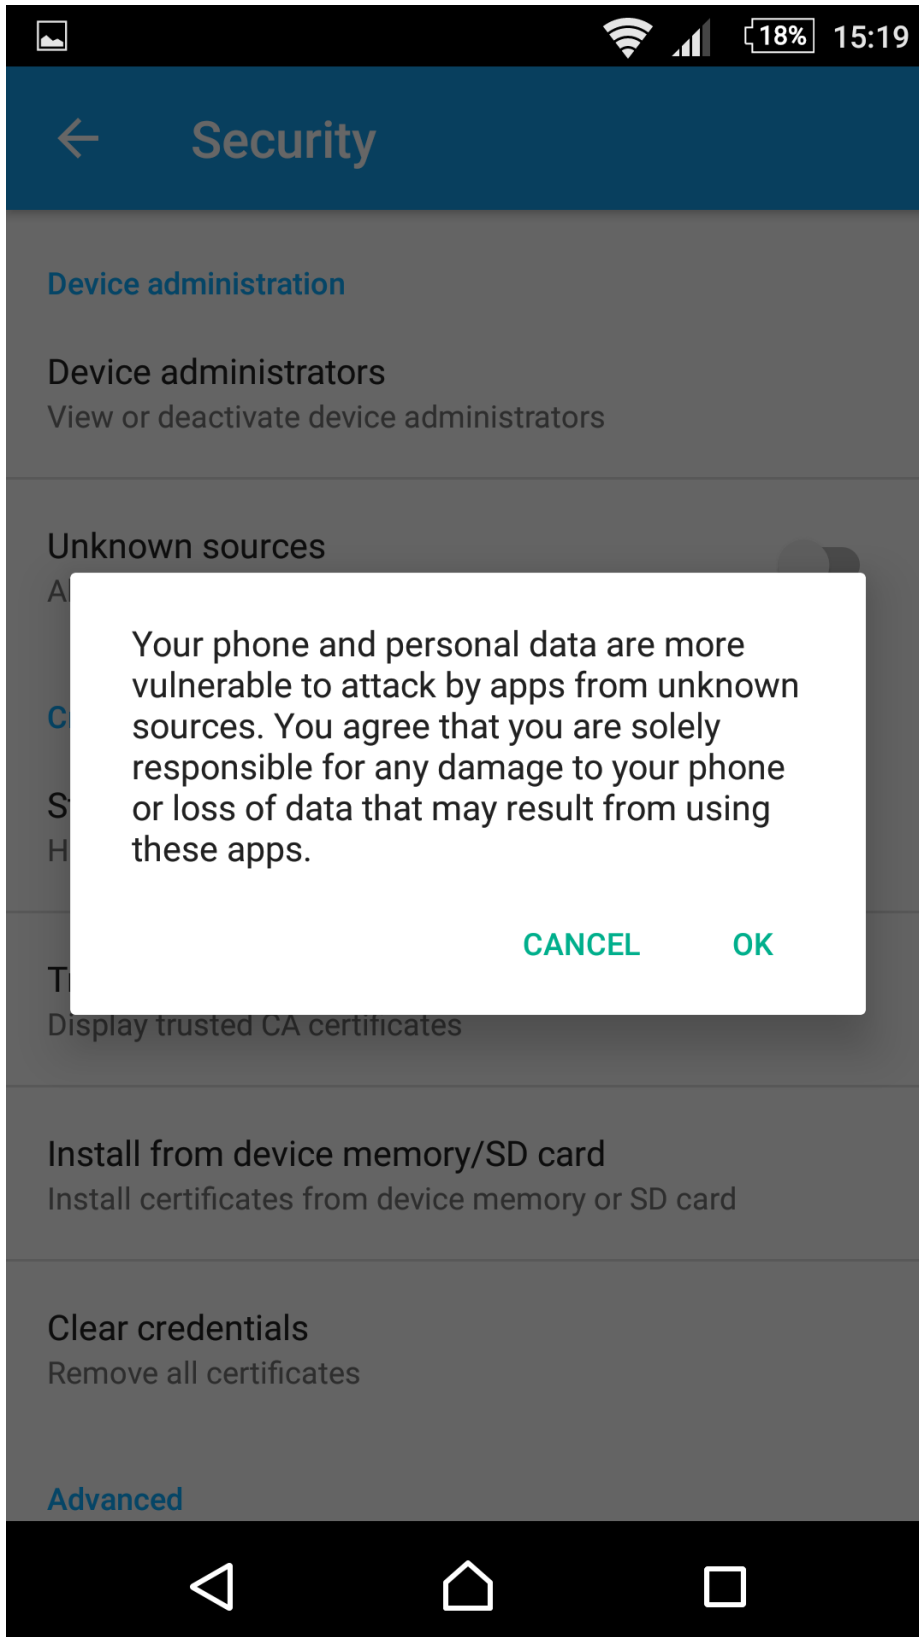 18% 15:19
Security
Device administration
Device administrators
View or deactivate device administrators
Unknown sources
Your phone and personal data are more
vulnerable to attack by apps from unknown
sources. You agree that you are solely
responsible for any damage to your phone
or loss of data that may result from using
these apps.
CANCEL OK
Display trusted CA certificates
Install from device memory/SD card
Install certificates from device memory or SD card
Clear credentials
Remove all certificates
Advanced